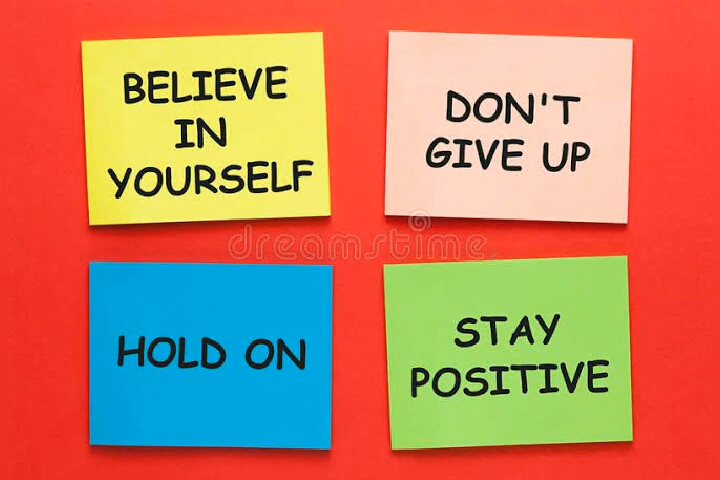 BELIEVE
IN
YOURSELF
DON'T
GIVE UP
dreamstime
HOLD ON
STAY
POSITIVE